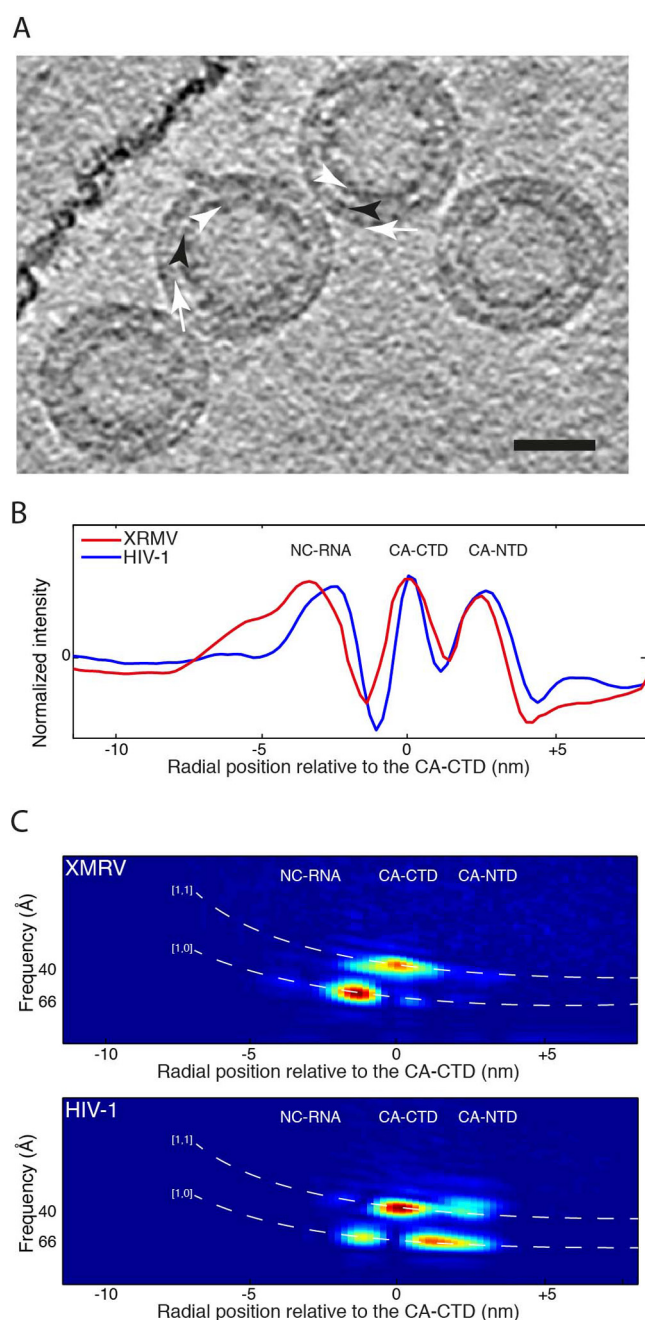 A
B
XRMV
HIV-1
NC-RNA CA-CTD CA-NTD
Normalized intensity
0
-10 -5 0 +5
Radial position relative to the CA-CTD (nm)
C
XMRV
NC-RNA CA-CTD CA-NTD
[1,1]
[1,0]
Frequency (Å)
40
66
-10 -5 0 +5
Radial position relative to the CA-CTD (nm)
HIV-1
NC-RNA CA-CTD CA-NTD
[1,1]
[1,0]
Frequency (Å)
40
66
-10 -5 0 +5
Radial position relative to the CA-CTD (nm)